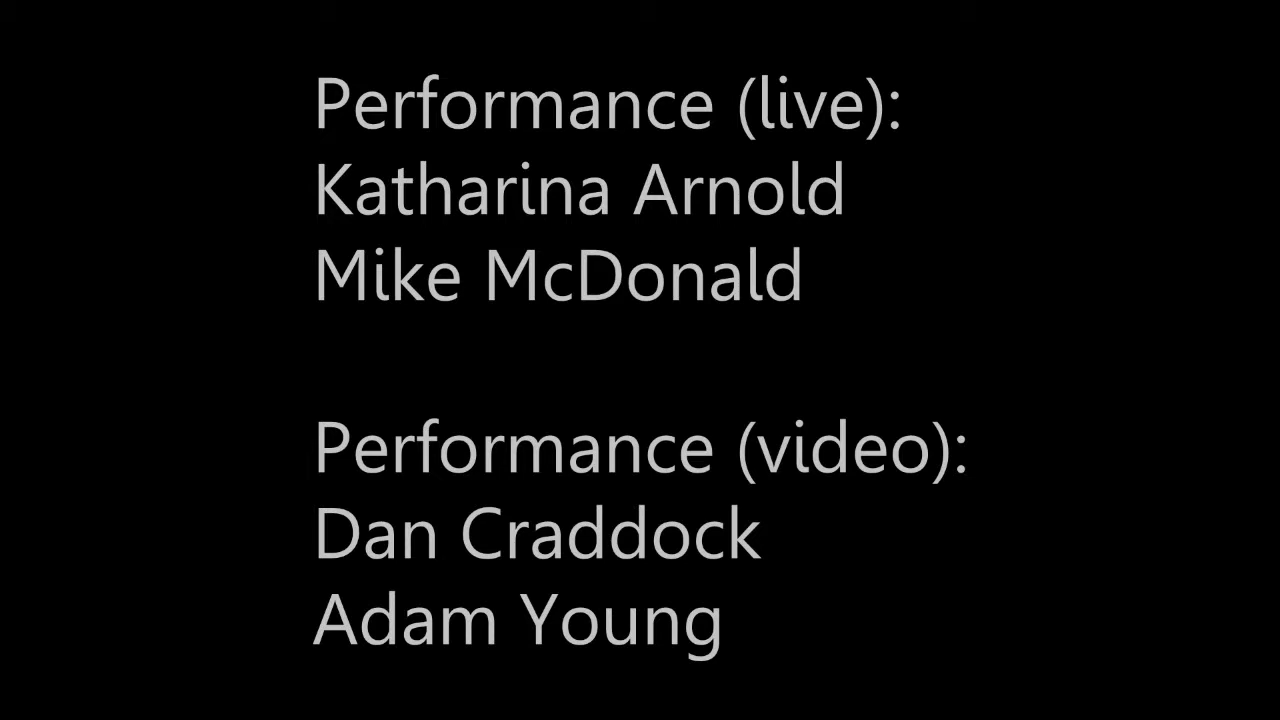 Performance (live):
Katharina Arnold
Mike McDonald
Performance (video):
Dan Craddock
Adam Young